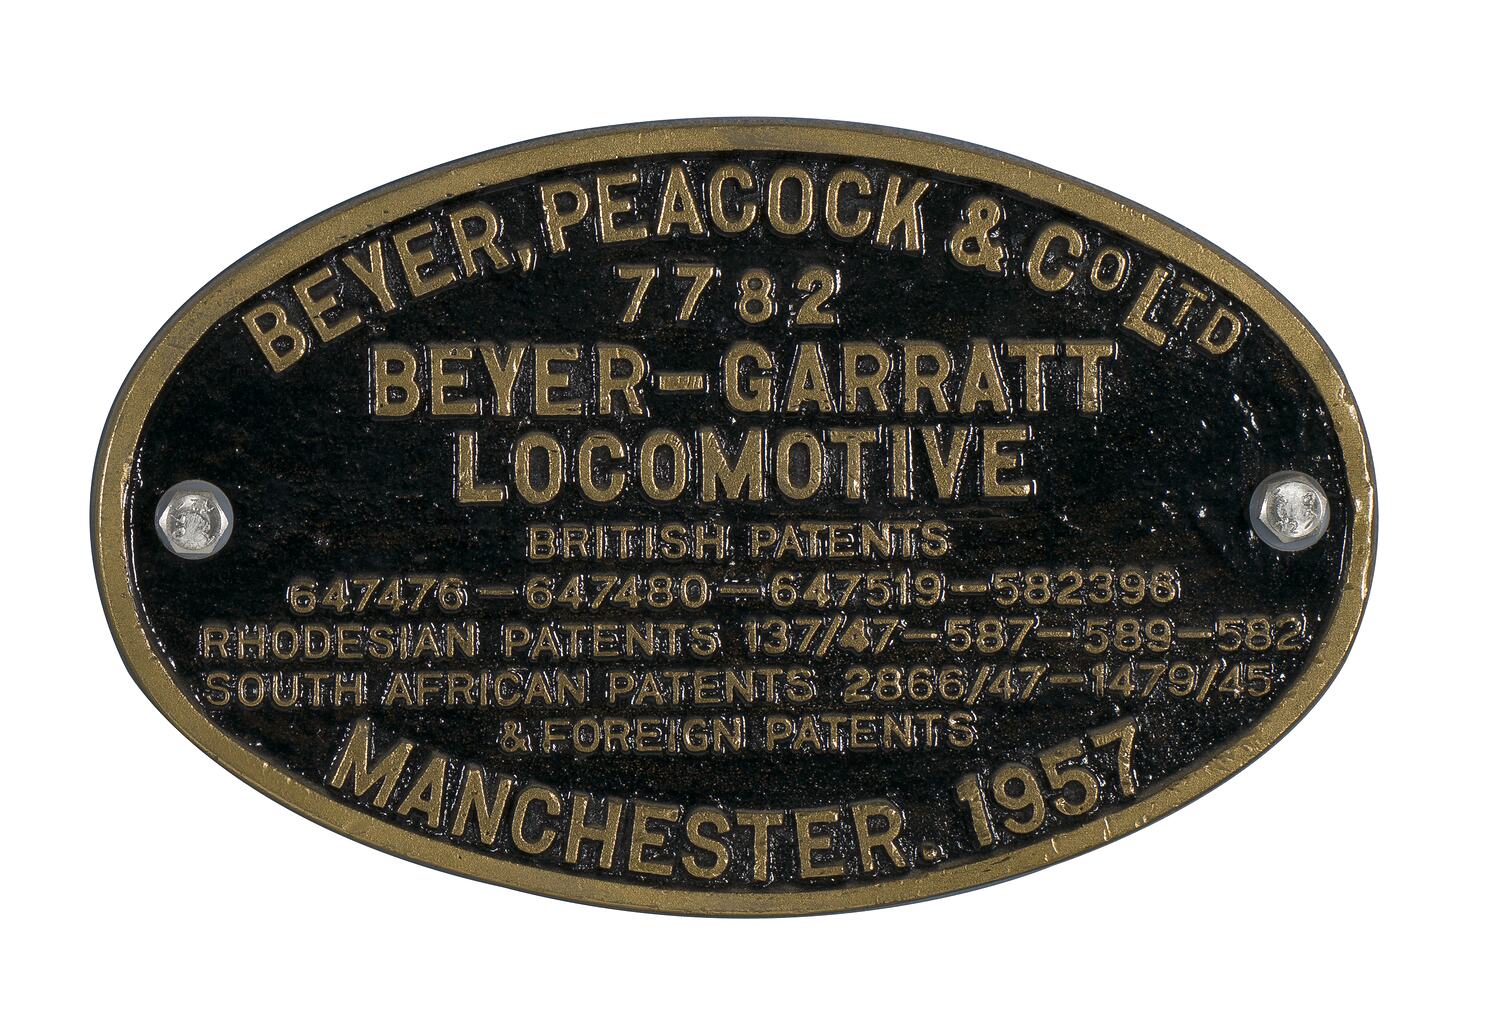 BEYER, PEACOCK & Co LTD
7782
BEYER-GARRATT
LOCOMOTIVE
BRITISH PATENTS
647476-647480-647519-582396
RHODESIAN PATENTS 137/47-587-589-582
SOUTH AFRICAN PATENTS 2866/47-1479/45
& FOREIGN PATENTS
MANCHESTER. 1957